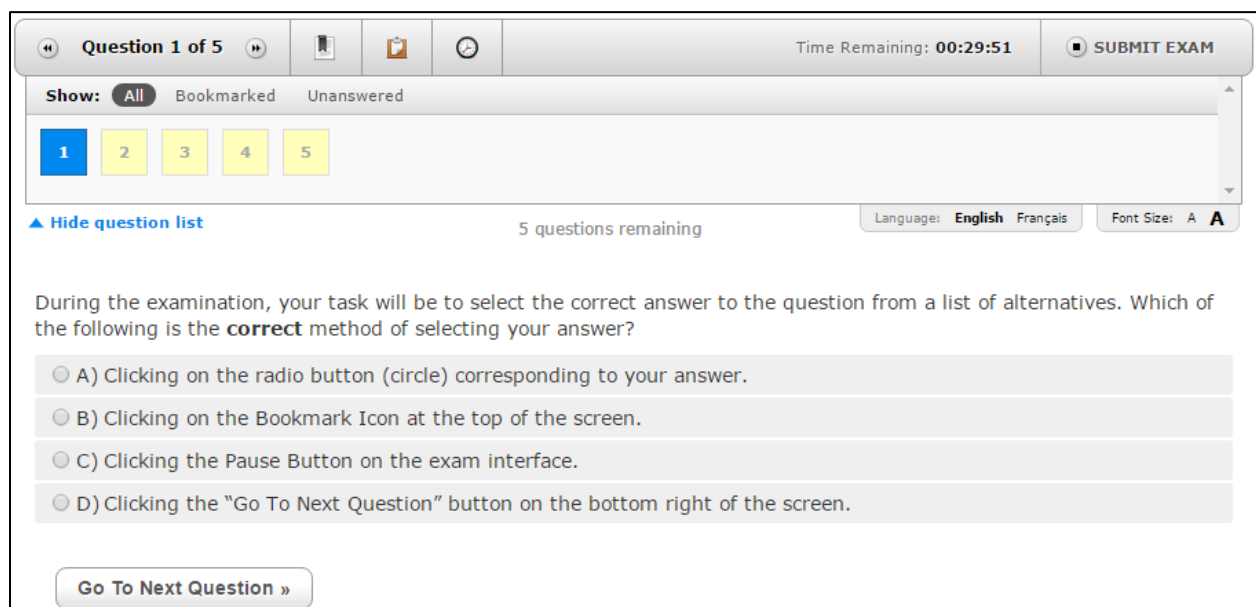 Question 1 of 5
Time Remaining: 00:29:51
SUBMIT EXAM
Show: All Bookmarked Unanswered
1 2 3 4 5
Hide question list
5 questions remaining
Language: English Français
Font Size: A A
During the examination, your task will be to select the correct answer to the question from a list of alternatives. Which of
the following is the correct method of selecting your answer?
A) Clicking on the radio button (circle) corresponding to your answer.
B) Clicking on the Bookmark Icon at the top of the screen.
C) Clicking the Pause Button on the exam interface.
D) Clicking the “Go To Next Question” button on the bottom right of the screen.
Go To Next Question »